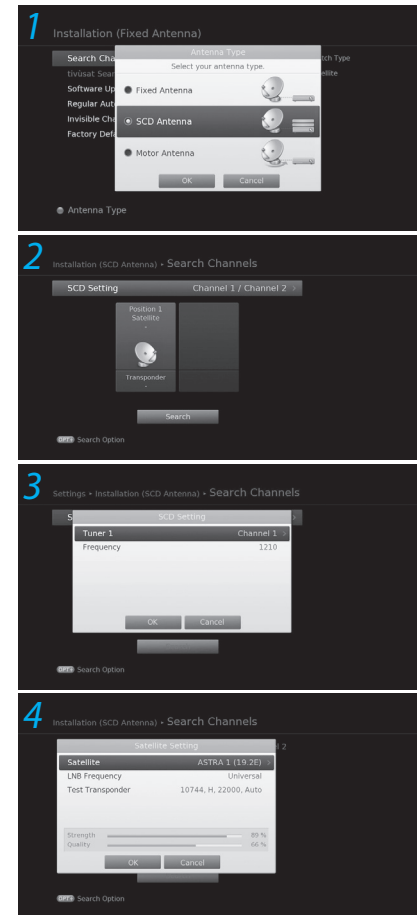 1
Installation (Fixed Antenna)
Antenna Type
Search Cha
tch Type
Select your antenna type.
tivùsat Sear
ellite
Software Up
Fixed Antenna
Regular Aut
Invisible Cha
SCD Antenna
Factory Defa
Motor Antenna
OK Cancel
Antenna Type
2
Installation (SCD Antenna) • Search Channels
SCD Setting Channel 1 / Channel 2 >
Position 1
Satellite
-
Transponder
-
Search
OPT+ Search Option
3
Settings • Installation (SCD Antenna) • Search Channels
S
SCD Setting
Tuner 1 Channel 1 >
Frequency 1210
OK Cancel
OPT+ Search Option
4
Installation (SCD Antenna) • Search Channels
Satellite Setting
l 2
Satellite ASTRA 1 (19.2E) >
LNB Frequency Universal
Test Transponder 10744, H, 22000, Auto
Strength 89 %
Quality 66 %
OK Cancel
OPT+ Search Option